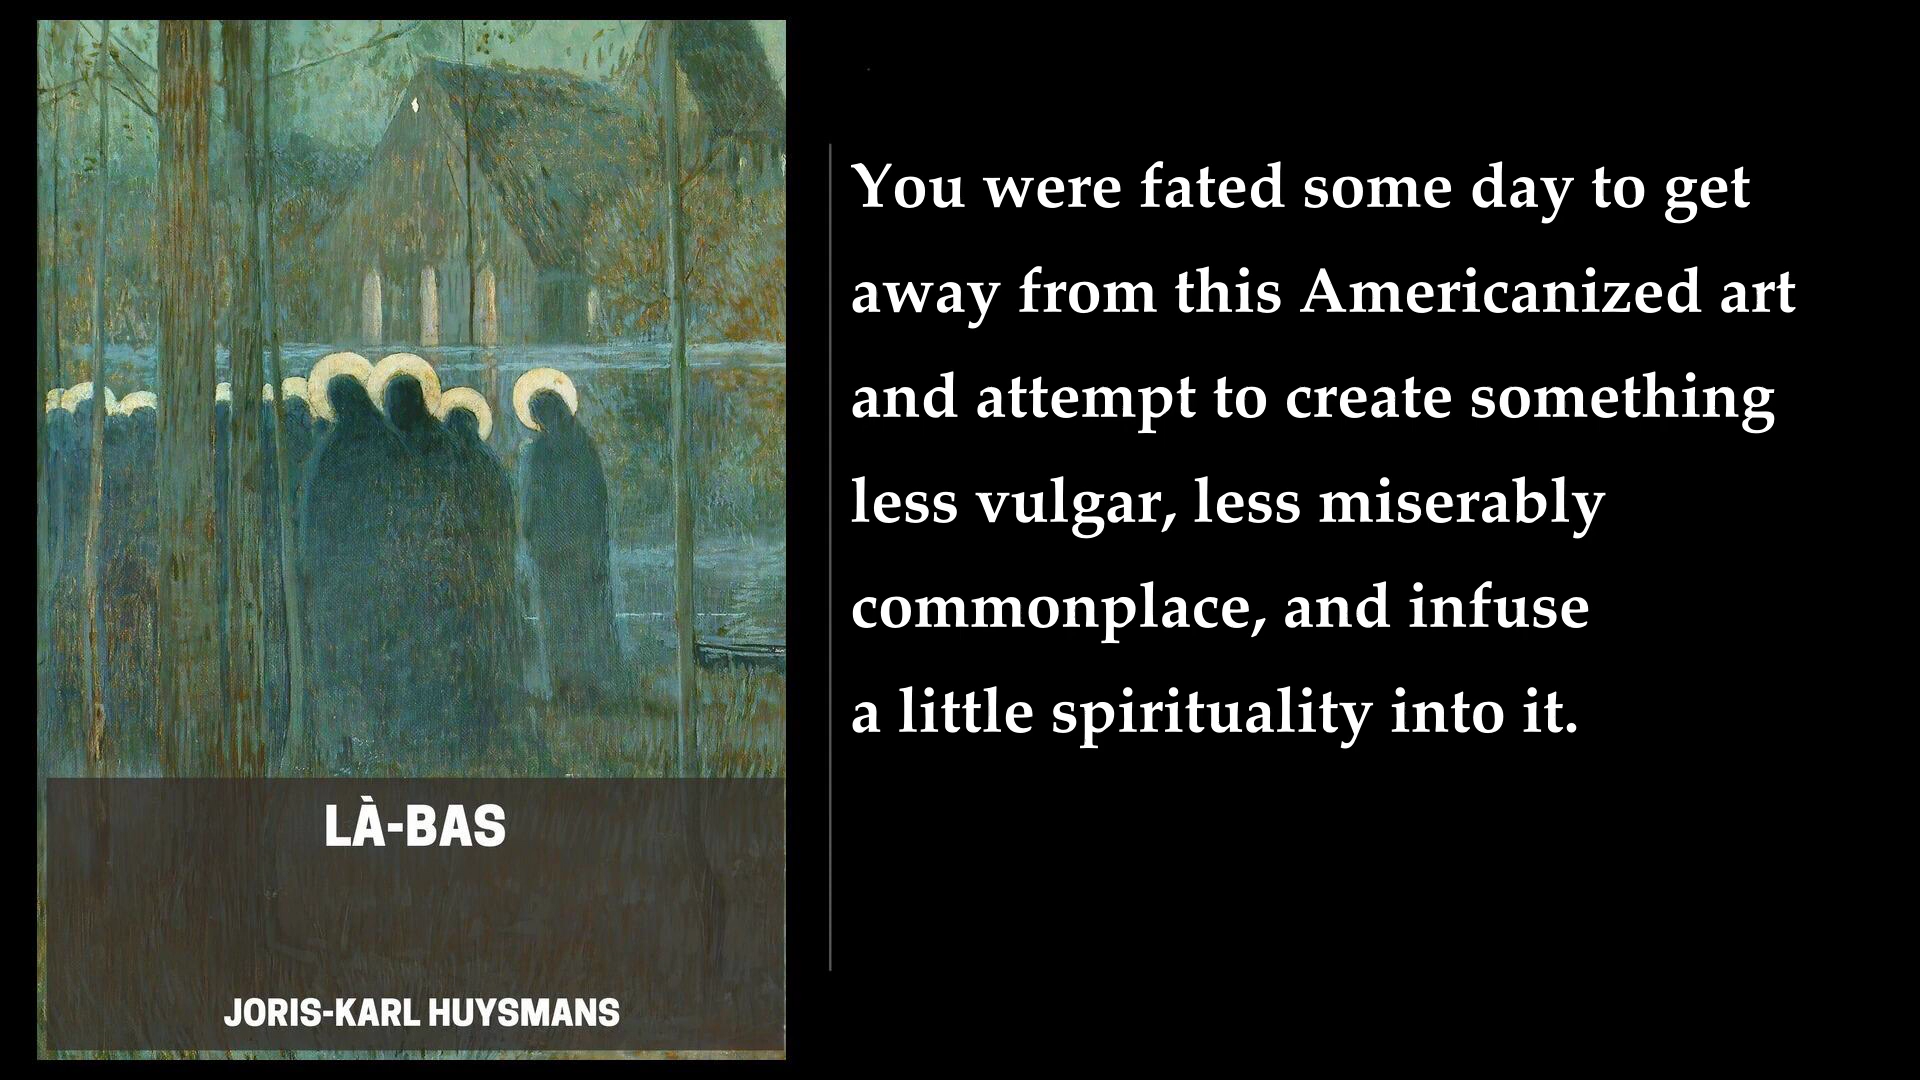 You were fated some day to get
away from this Americanized art
and attempt to create something
less vulgar, less miserably
commonplace, and infuse
a little spirituality into it.
LÀ-BAS
JORIS-KARL HUYSMANS